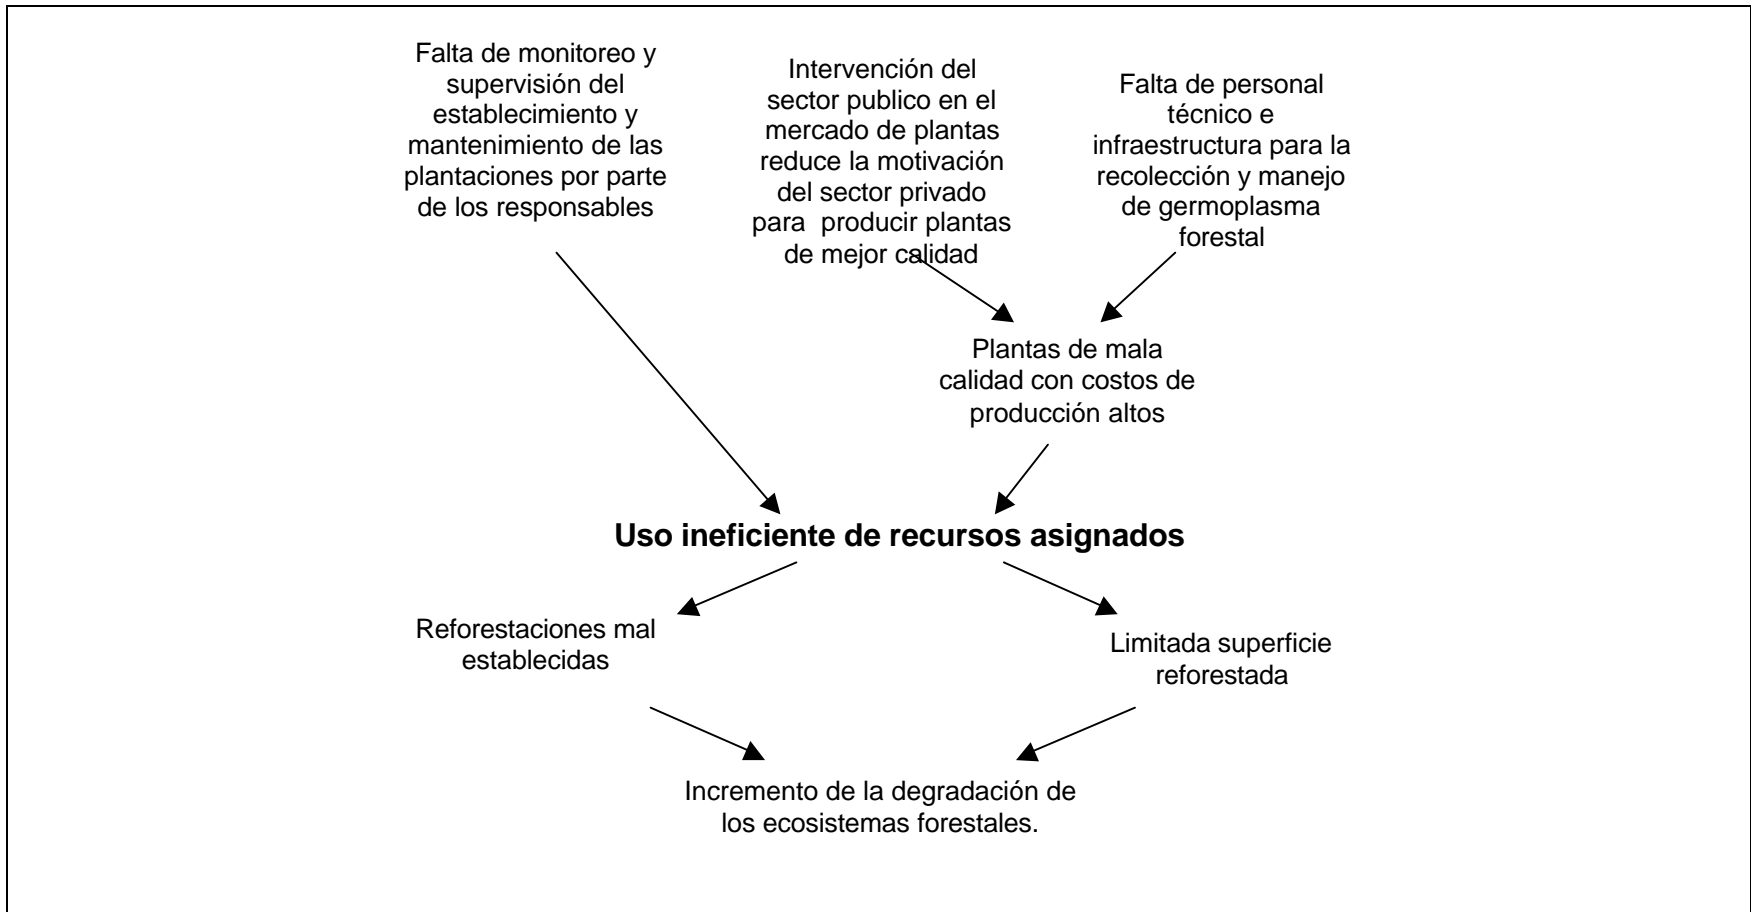 Falta de monitoreo y
supervisión del
establecimiento y
mantenimiento de las
plantaciones por parte
de los responsables
Intervención del
sector publico en el
mercado de plantas
reduce la motivación
del sector privado
para  producir plantas
de mejor calidad
Falta de personal
técnico e
infraestructura para la
recolección y manejo
de germoplasma
forestal
Plantas de mala
calidad con costos de
producción altos
Uso ineficiente de recursos asignados
Reforestaciones mal
establecidas
Limitada superficie
reforestada
Incremento de la degradación de
los ecosistemas forestales.